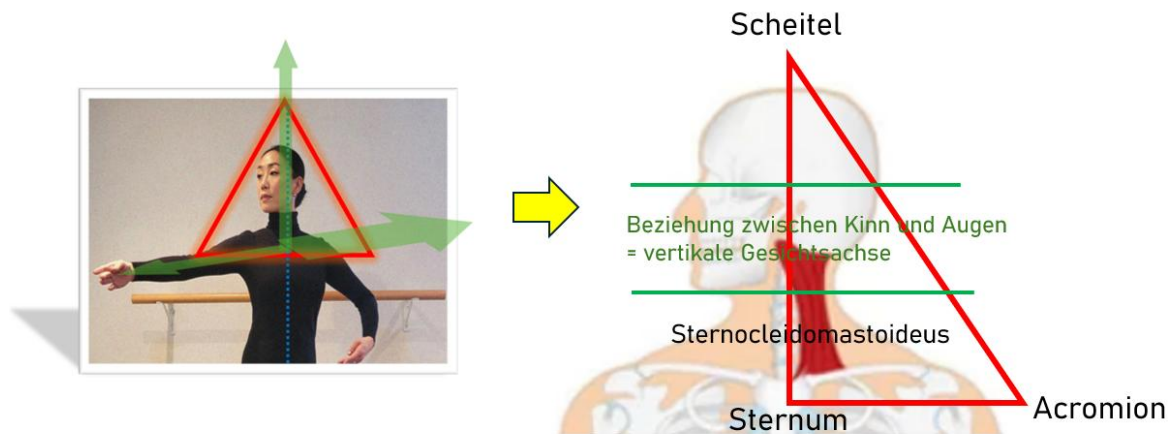 Scheitel
Beziehung zwischen Kinn und Augen
= vertikale Gesichtsachse
Sternocleidomastoideus
Sternum
Acromion